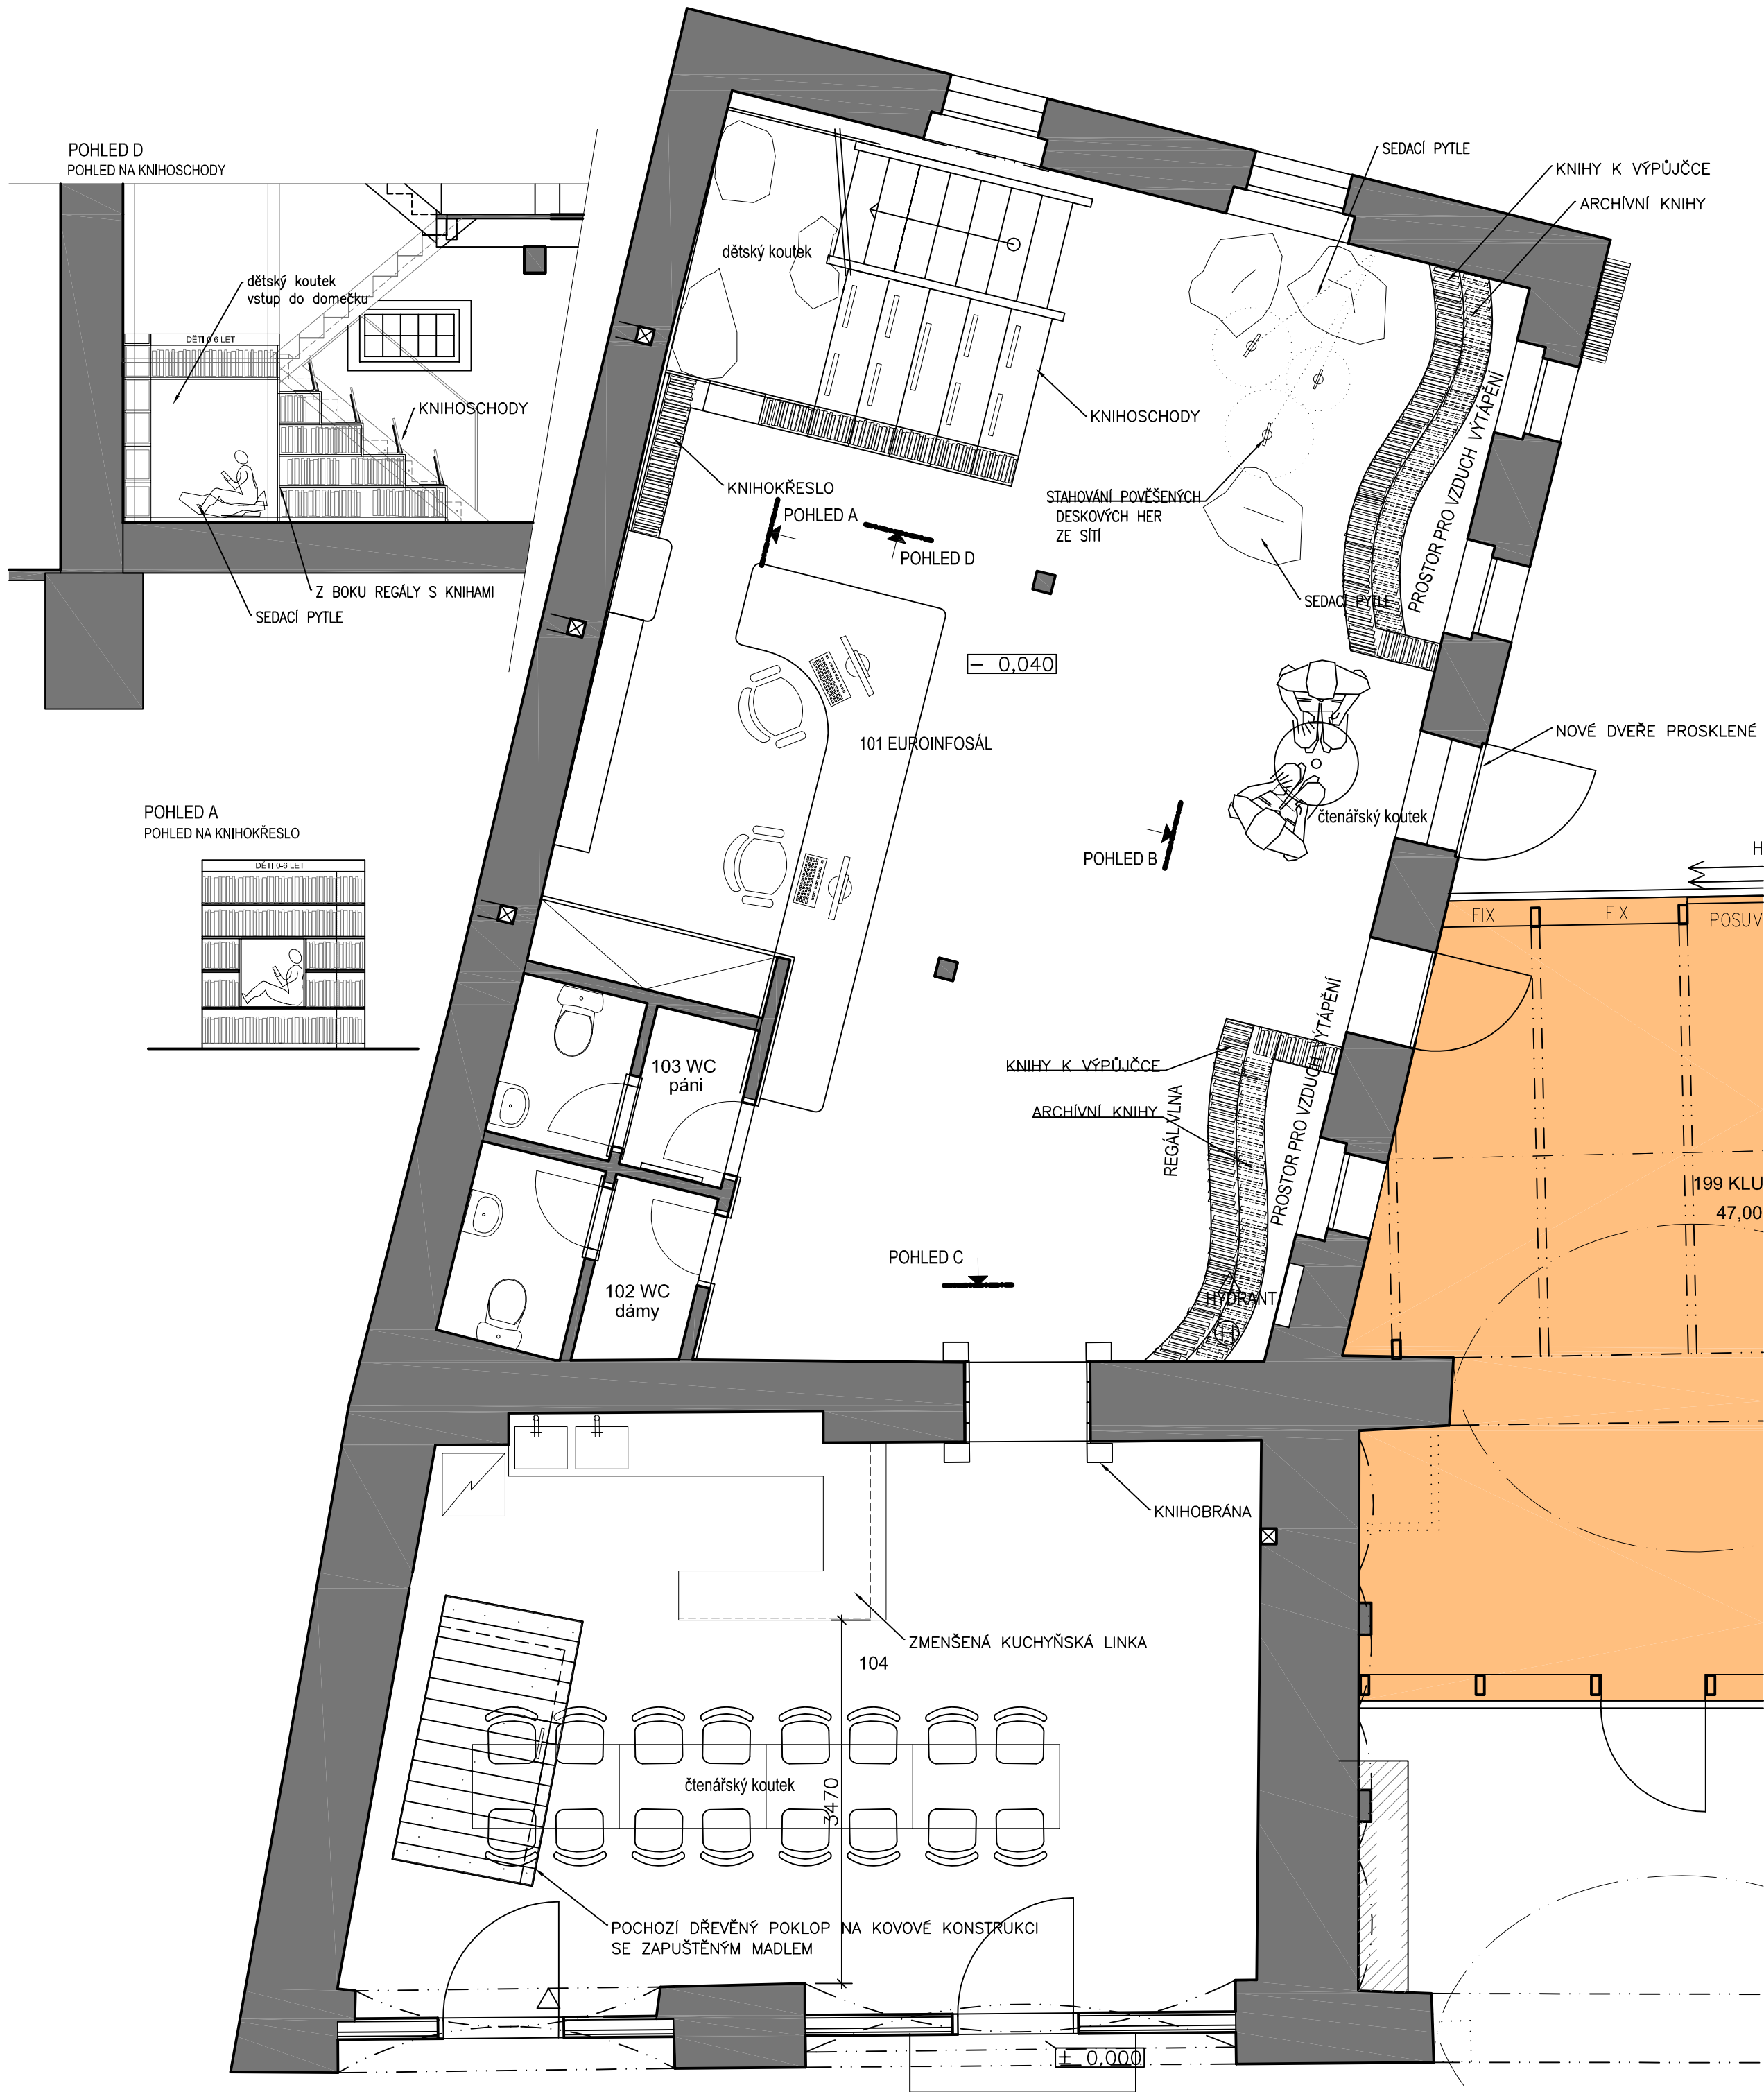 POHLED D
POHLED NA KNIHOSCHODY
dětský koutek
vstup do domečku
DĚTI 0-6 LET
KNIHOSCHODY
Z BOKU REGÁLY S KNIHAMI
SEDACÍ PYTLE
POHLED A
POHLED NA KNIHOKŘESLO
DĚTI 0-6 LET
SEDACÍ PYTLE
KNIHY K VÝPŮJČCE
ARCHÍVNÍ KNIHY
dětský koutek
KNIHOSCHODY
KNIHOKŘESLO
POHLED A
POHLED D
STAHOVÁNÍ POVĚŠENÝCH
DESKOVÝCH HER
ZE SÍTÍ
SEDACÍ PYTLE
PROSTOR PRO VZDUCH VÝTÁPĚNÍ
- 0,040
101 EUROINFOSÁL
NOVÉ DVEŘE PROSKLENÉ
čtenářský koutek
POHLED B
H
FIX
FIX
POSUV
103 WC
páni
KNIHY K VÝPŮJČCE
ARCHÍVNÍ KNIHY
REGÁL VLNA
PROSTOR PRO VZDUCH VÝTÁPĚNÍ
199 KLU
47,00
POHLED C
HYDRANT
H
102 WC
dámy
KNIHOBRÁNA
ZMENŠENÁ KUCHYŇSKÁ LINKA
104
čtenářský koutek
3470
POCHOZÍ DŘEVĚNÝ POKLOP NA KOVOVÉ KONSTRUKCI
SE ZAPUŠTĚNÝM MADLEM
± 0.000